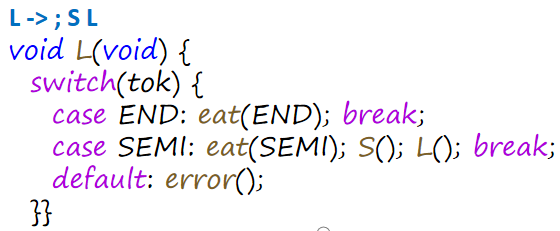 L -> ; S L
void L(void) {
switch(tok) {
case END: eat(END); break;
case SEMI: eat(SEMI); S(); L(); break;
default: error();
}}